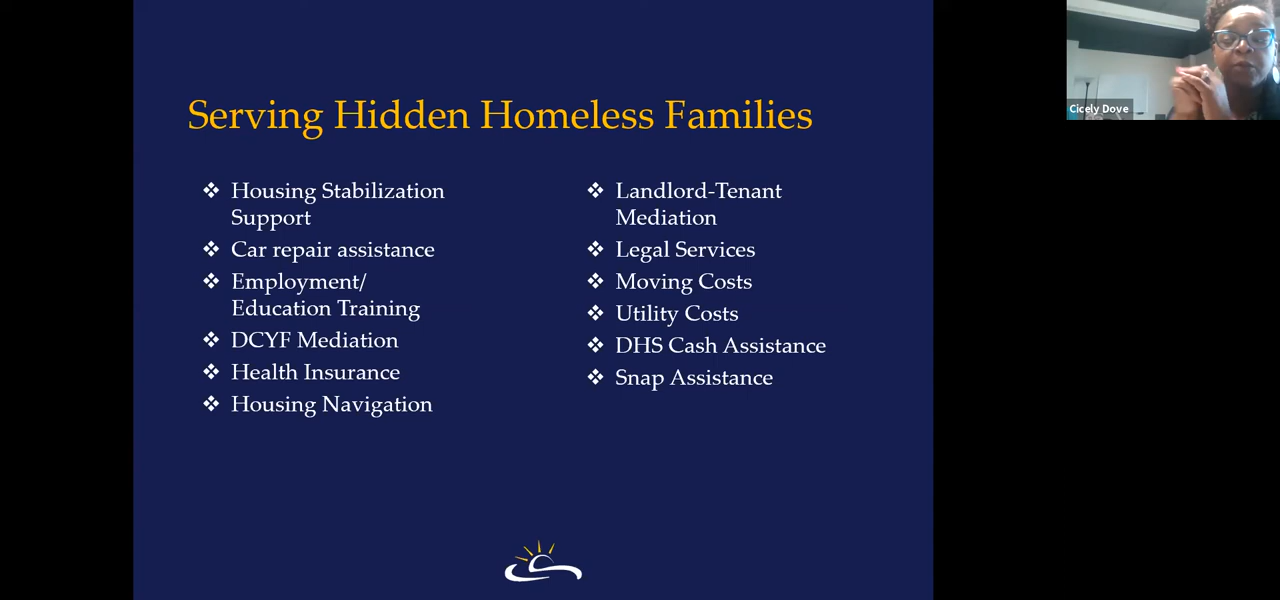 Serving Hidden Homeless Families
❖ Housing Stabilization
Support
❖ Car repair assistance
❖ Employment/
Education Training
❖ DCYF Mediation
❖ Health Insurance
❖ Housing Navigation
❖ Landlord-Tenant
Mediation
❖ Legal Services
❖ Moving Costs
❖ Utility Costs
❖ DHS Cash Assistance
❖ Snap Assistance
Cicely Dove